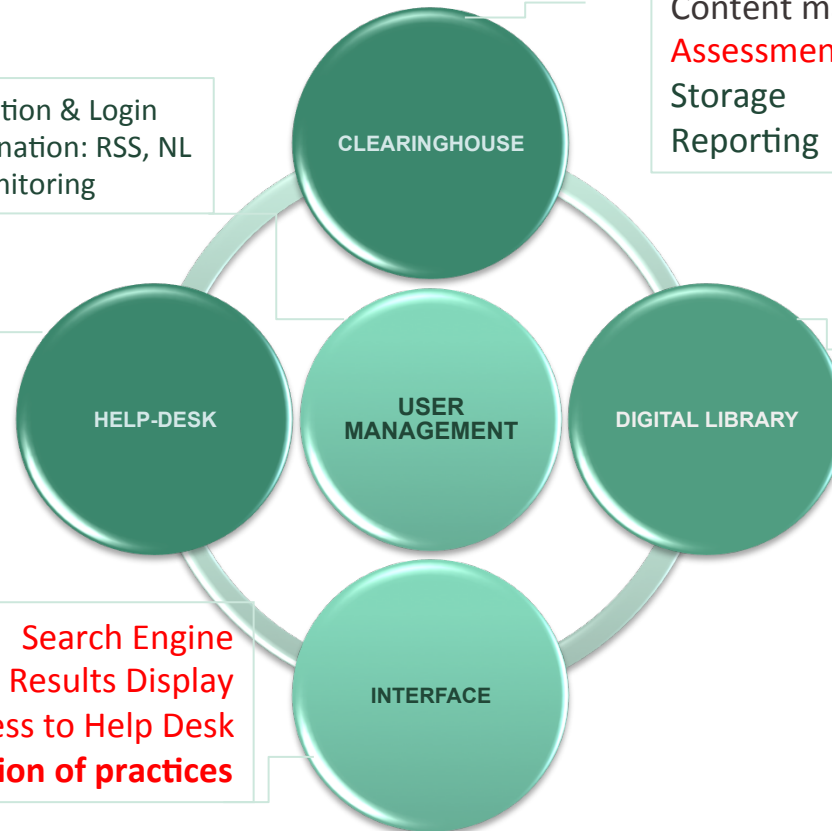 Content m
Assessmen
Storage
Reporting
tion & Login
nation: RSS, NL
nitoring
CLEARINGHOUSE
HELP-DESK
USER
MANAGEMENT
DIGITAL LIBRARY
INTERFACE
Search Engine
Results Display
ess to Help Desk
ion of practices